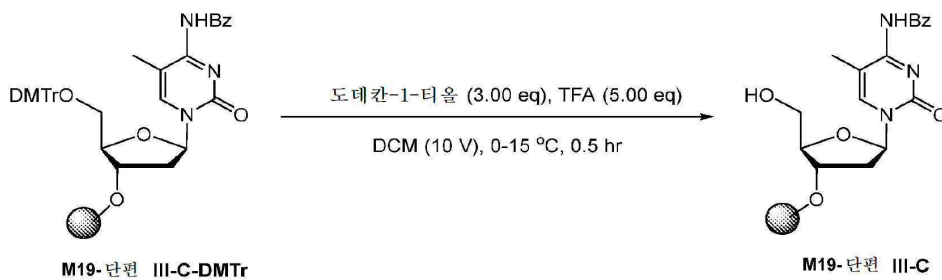 NHBz
N
N
O
DMTrO
O
O
M19-단편 III-C-DMTr
도데칸-1-티올 (3.00 eq), TFA (5.00 eq)
DCM (10 V), 0-15 ºC, 0.5 hr
NHBz
N
N
O
HO
O
O
M19-단편 III-C